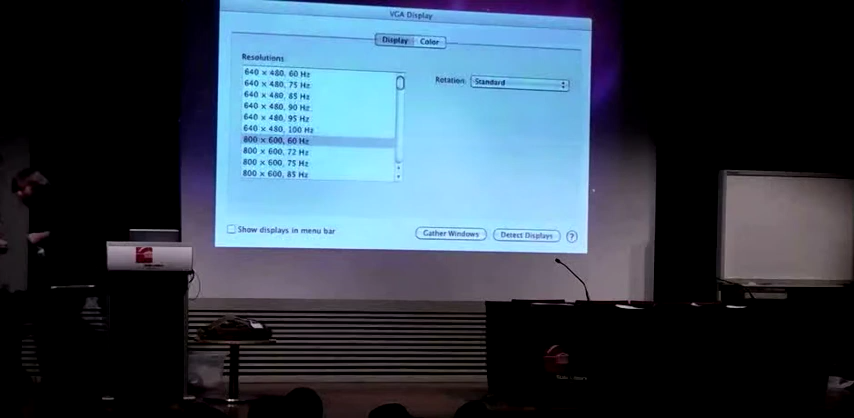 VGA Display
Display Color
Resolutions
640 × 480, 60 Hz
640 × 480, 75 Hz
640 × 480, 85 Hz
640 × 480, 90 Hz
640 × 480, 95 Hz
640 × 480, 100 Hz
800 × 600, 60 Hz
800 × 600, 72 Hz
800 × 600, 75 Hz
800 × 600, 85 Hz
Rotation: Standard
Show displays in menu bar
Gather Windows Detect Displays ?